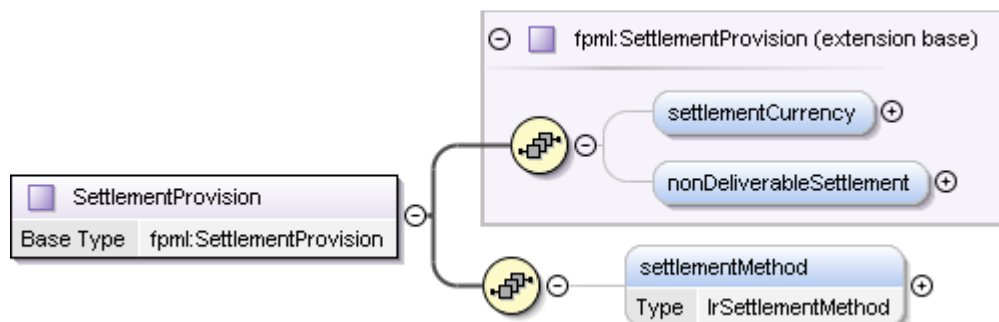 fpml:SettlementProvision (extension base)
settlementCurrency
nonDeliverableSettlement
SettlementProvision
Base Type fpml:SettlementProvision
settlementMethod
Type IrSettlementMethod